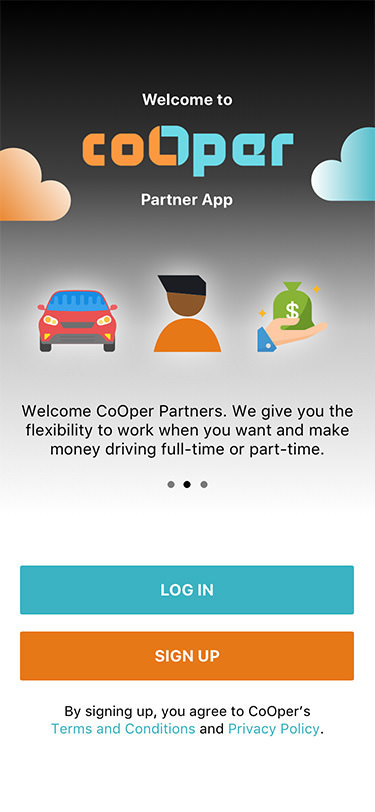 Welcome to
coOper
Partner App
$
Welcome CoOper Partners. We give you the
flexibility to work when you want and make
money driving full-time or part-time.
LOG IN
SIGN UP
By signing up, you agree to CoOper's
Terms and Conditions and Privacy Policy.